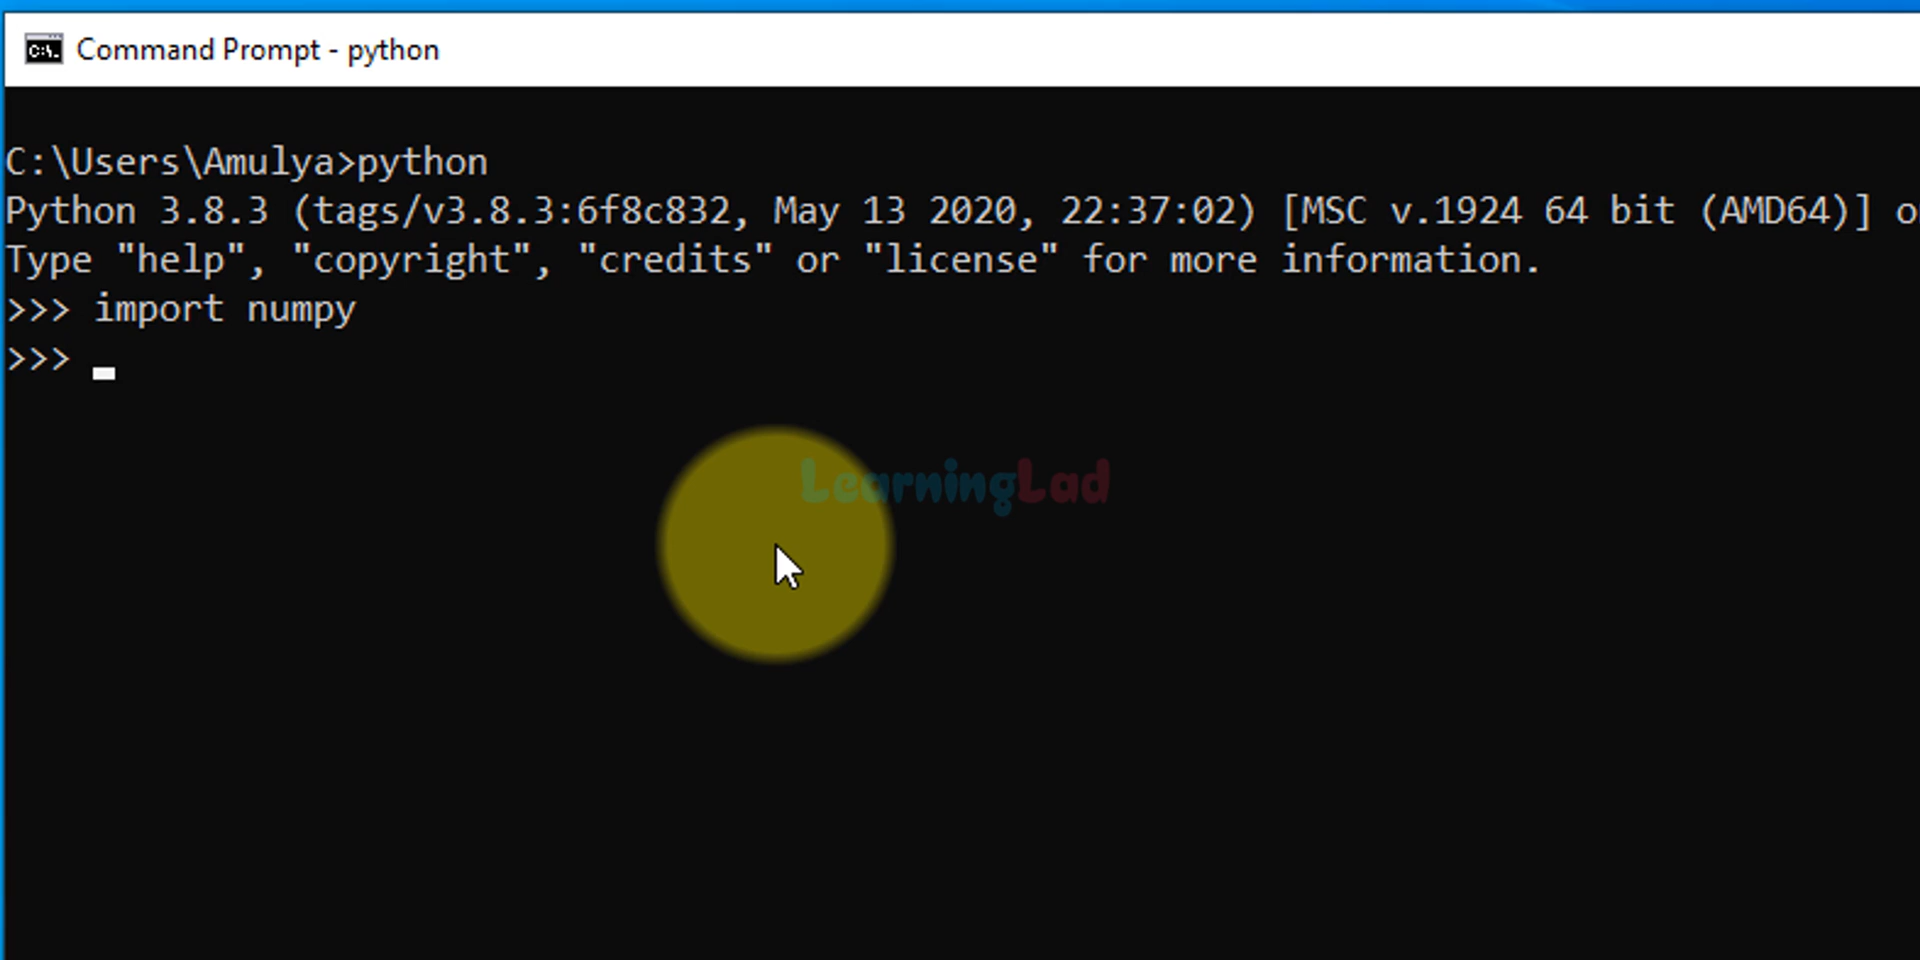 Command Prompt - python
C:\Users\Amulya>python
Python 3.8.3 (tags/v3.8.3:6f8c832, May 13 2020, 22:37:02) [MSC v.1924 64 bit (AMD64)] o
Type "help", "copyright", "credits" or "license" for more information.
>>> import numpy
>>>
LearningLad